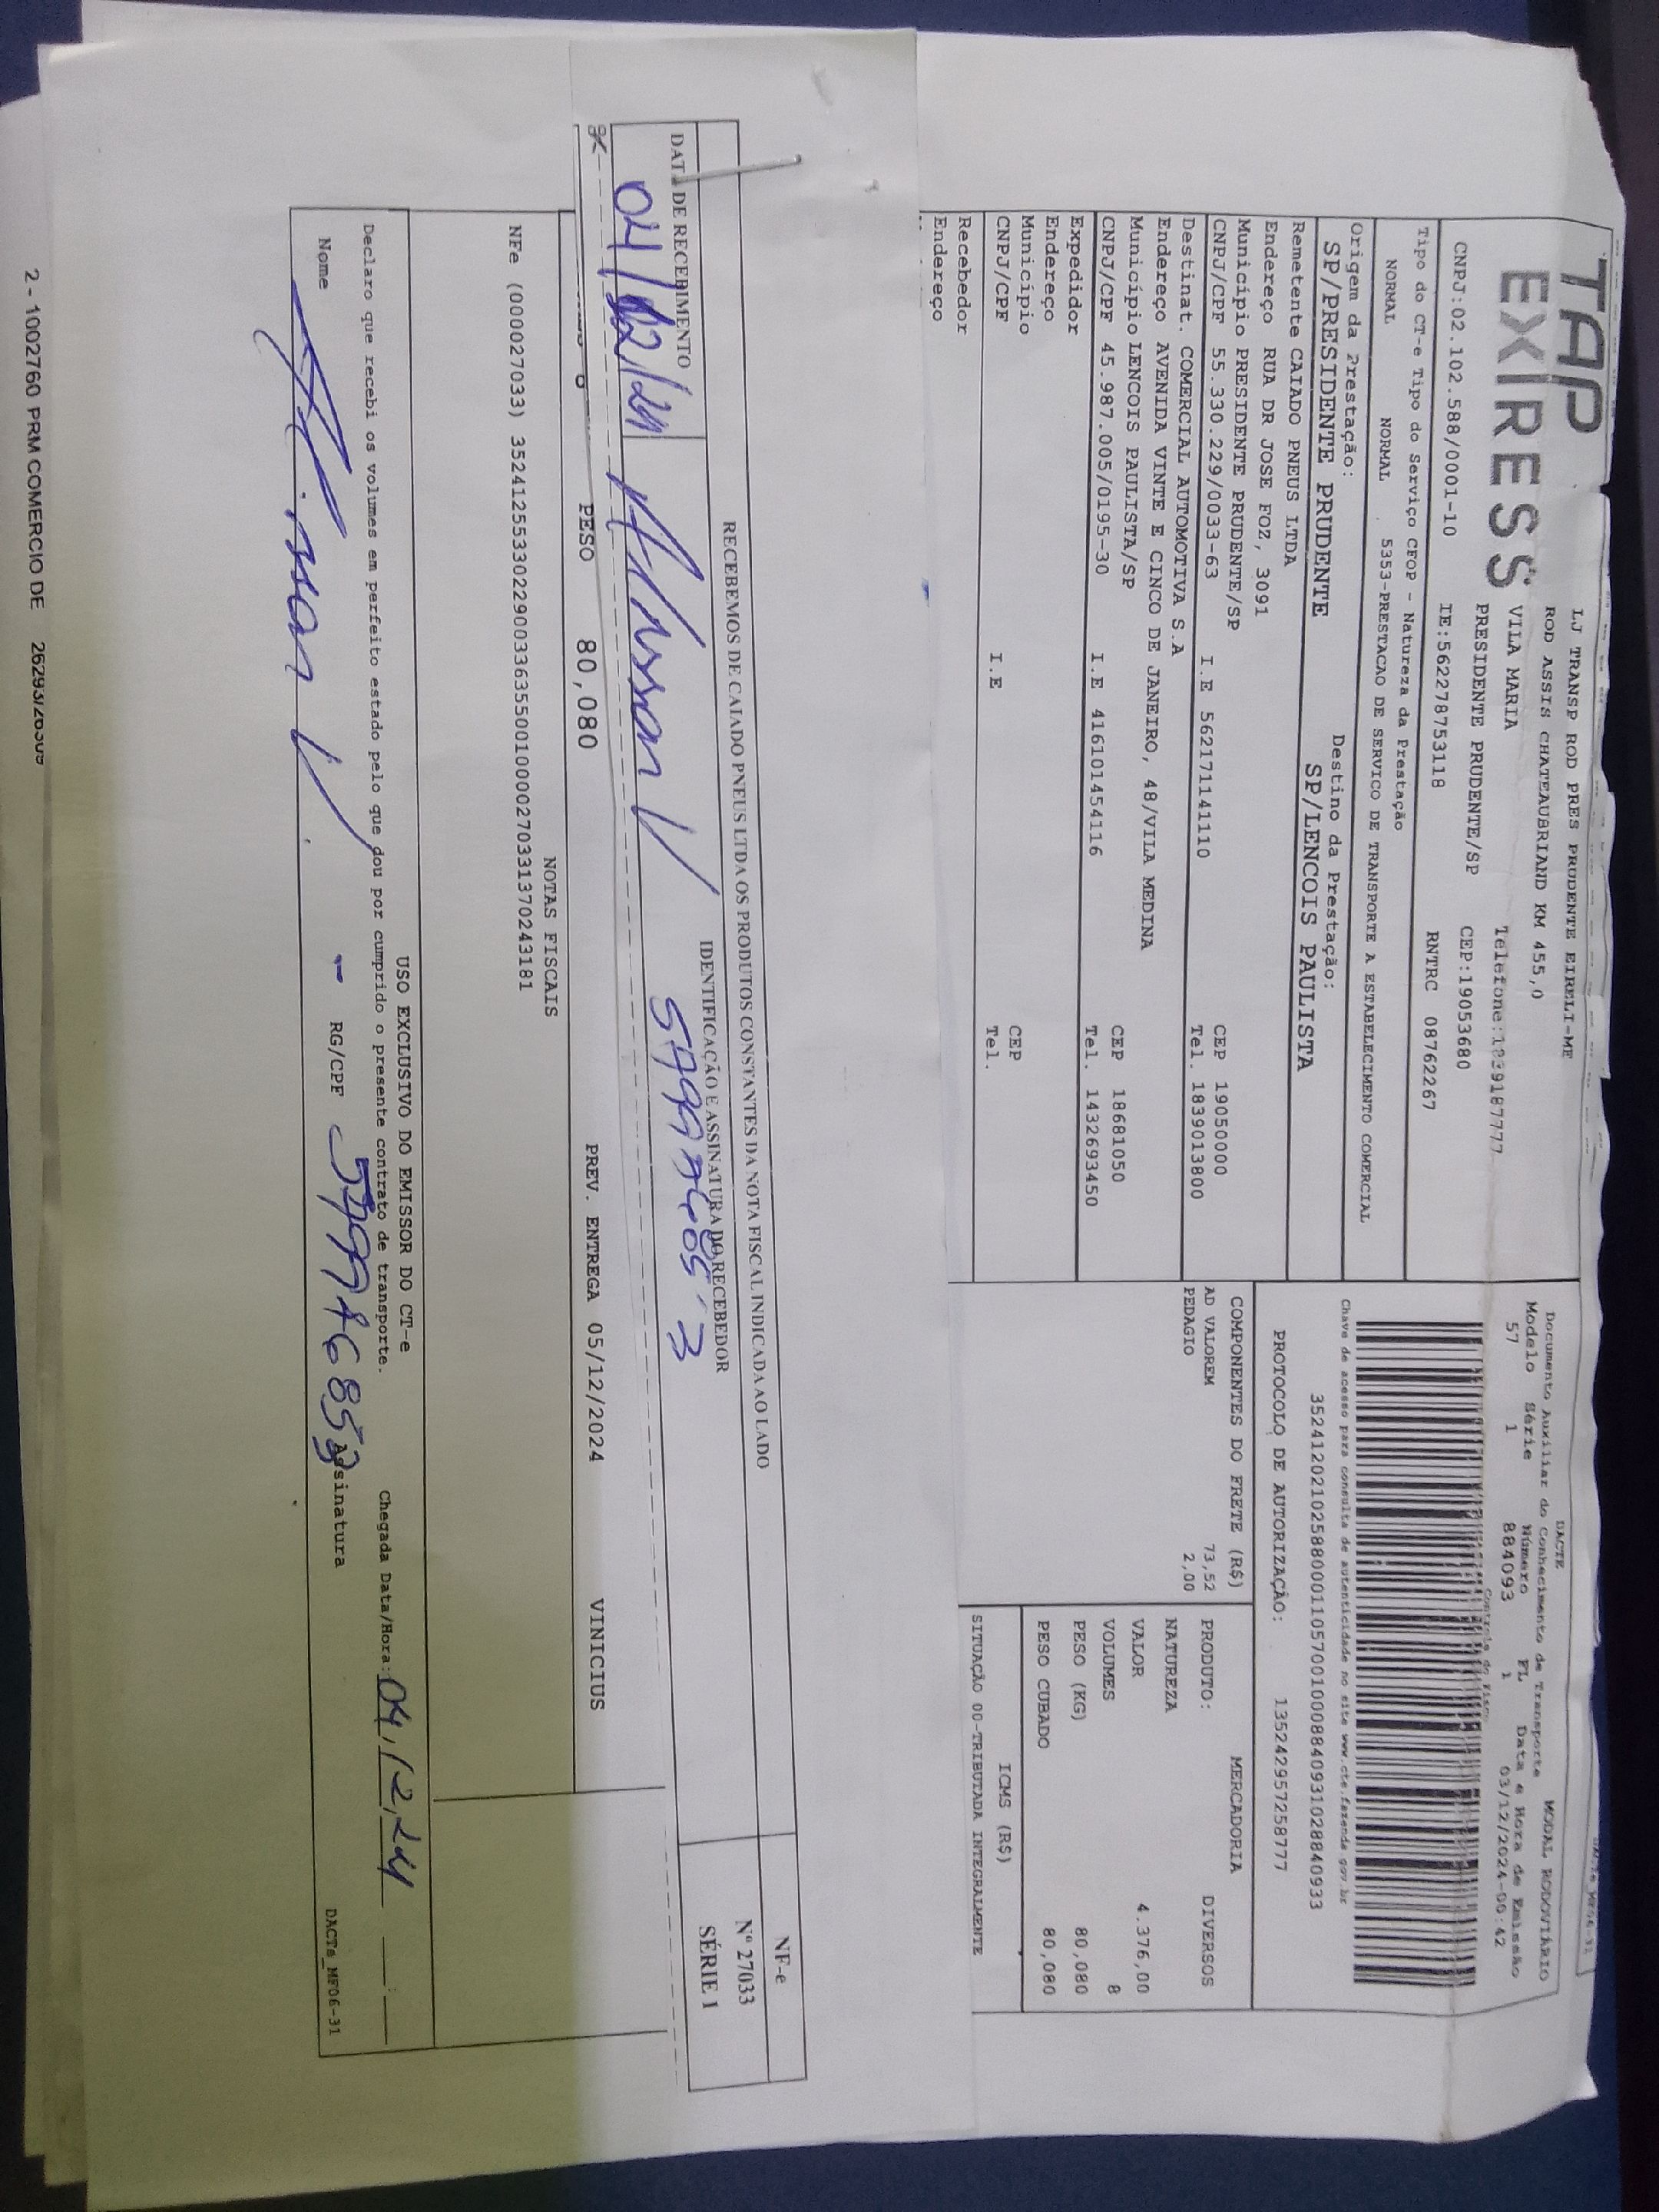 TAP
EXPRESS
LJ TRANSP ROD PRES PRUDENTE EIRELI-ME
ROD ASSIS CHATEAUBRIAND KM 455,0
VILA MARIA Telefone:1839187777
PRESIDENTE PRUDENTE/SP CEP:19053680
CNPJ:02.102.588/0001-10 IE:562278753118 RNTRC 08762267
DACTE
Documento Auxiliar do Conhecimento de Transporte MODAL RODOVIÁRIO
Modelo Série Número FL Data e Hora de Emissão
57 1 884093 1 03/12/2024-00:42
Controle do Fisco
Tipo do CT-e Tipo do Serviço CFOP - Natureza da Prestação
NORMAL NORMAL 5353-PRESTACAO DE SERVICO DE TRANSPORTE A ESTABELECIMENTO COMERCIAL
Chave de acesso para consulta de autenticidade no site www.cte.fazenda.gov.br
35241202102588000110570010008840931028840933
Origem da Prestação: Destino da Prestação:
SP/PRESIDENTE PRUDENTE SP/LENCOIS PAULISTA
PROTOCOLO DE AUTORIZAÇÃO: 135242957258777
Remetente CAIADO PNEUS LTDA
Endereço RUA DR JOSE FOZ, 3091
Município PRESIDENTE PRUDENTE/SP CEP 19050000
CNPJ/CPF 55.330.229/0033-63 I.E 562171141110 Tel. 1839013800
Destinat. COMERCIAL AUTOMOTIVA S.A
Endereço AVENIDA VINTE E CINCO DE JANEIRO, 48/VILA MEDINA
Município LENCOIS PAULISTA/SP CEP 18681050
CNPJ/CPF 45.987.005/0195-30 I.E 416101454116 Tel. 1432693450
Expedidor
Endereço
Município CEP
CNPJ/CPF I.E Tel.
Recebedor
Endereço
COMPONENTES DO FRETE (R$)
AD VALOREM 73,52
PEDAGIO 2,00
MERCADORIA
PRODUTO: DIVERSOS
NATUREZA
VALOR 4.376,00
VOLUMES 8
PESO (KG) 80,080
PESO CUBADO 80,080
ICMS (R$)
SITUAÇÃO 00-TRIBUTADA INTEGRALMENTE
RECEBEMOS DE CAIADO PNEUS LTDA OS PRODUTOS CONSTANTES DA NOTA FISCAL INDICADA AO LADO
NF-e
Nº 27033
SÉRIE 1
DATA DE RECEBIMENTO IDENTIFICAÇÃO E ASSINATURA DO RECEBEDOR
04/12/24
PESO 80,080 PREV. ENTREGA 05/12/2024 VINICIUS
NOTAS FISCAIS
NFe (000027033) 35241255330229003363550010000270331370243181
USO EXCLUSIVO DO EMISSOR DO CT-e
Declaro que recebi os volumes em perfeito estado pelo que dou por cumprido o presente contrato de transporte. Chegada Data/Hora: 04/12/24 __:__
Nome RG/CPF Assinatura
DACTe_MF06-31
2 - 1002760 PRM COMERCIO DE